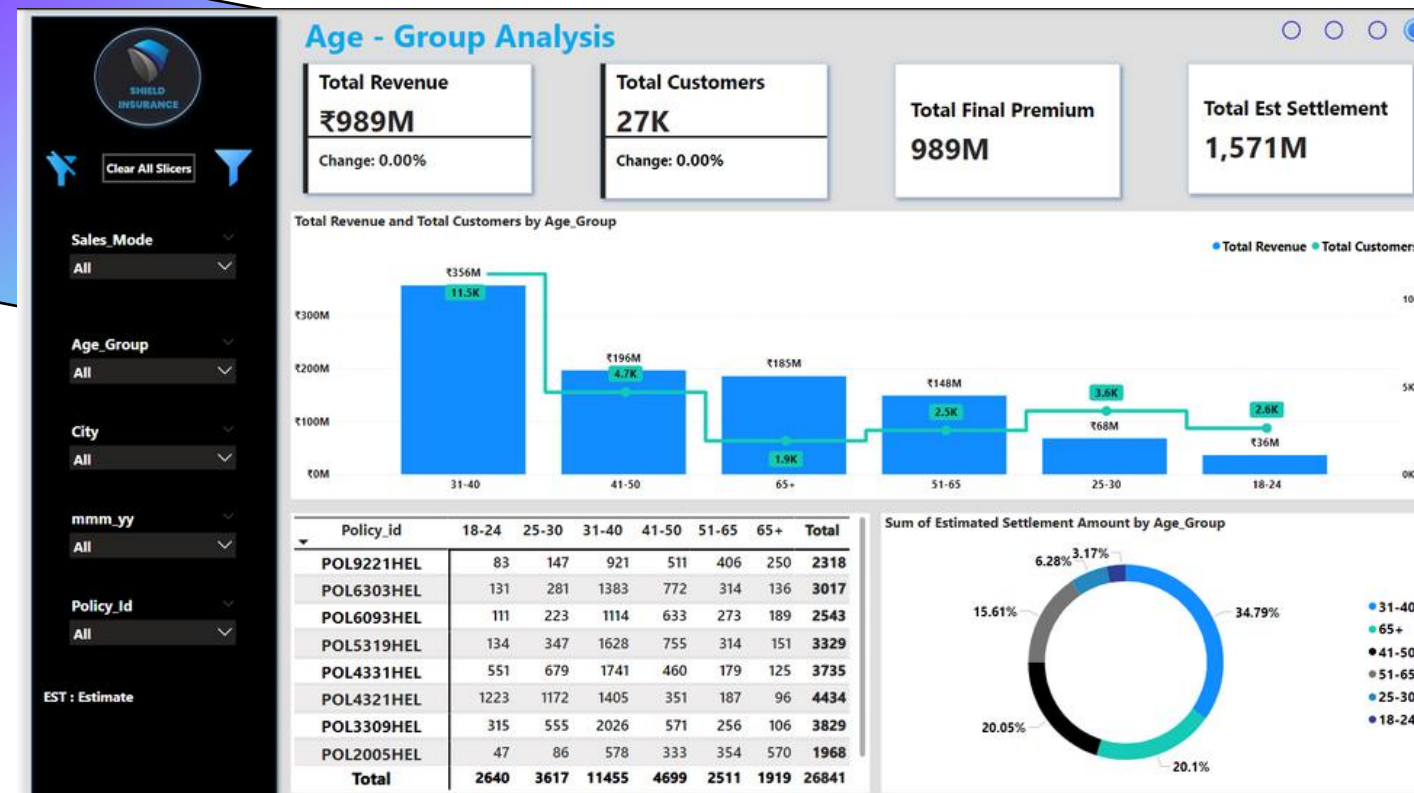 SHIELD
INSURANCE
Clear All Slicers
Sales_Mode
All
Age_Group
All
City
All
mmm_yy
All
Policy_Id
All
EST : Estimate
Age - Group Analysis
Total Revenue
₹989M
Change: 0.00%
Total Customers
27K
Change: 0.00%
Total Final Premium
989M
Total Est Settlement
1,571M
Total Revenue and Total Customers by Age_Group
Total Revenue Total Customers
₹356M
11.5K
₹196M
4.7K
₹185M
1.9K
₹148M
2.5K
3.6K
₹68M
2.6K
₹36M
₹300M
₹200M
₹100M
₹0M
10
5K
0K
31-40 41-50 65+ 51-65 25-30 18-24
Policy_id 18-24 25-30 31-40 41-50 51-65 65+ Total
POL9221HEL 83 147 921 511 406 250 2318
POL6303HEL 131 281 1383 772 314 136 3017
POL6093HEL 111 223 1114 633 273 189 2543
POL5319HEL 134 347 1628 755 314 151 3329
POL4331HEL 551 679 1741 460 179 125 3735
POL4321HEL 1223 1172 1405 351 187 96 4434
POL3309HEL 315 555 2026 571 256 106 3829
POL2005HEL 47 86 578 333 354 570 1968
Total 2640 3617 11455 4699 2511 1919 26841
Sum of Estimated Settlement Amount by Age_Group
3.17%
6.28%
15.61%
34.79%
20.05%
20.1%
31-40
65+
41-50
51-65
25-30
18-24